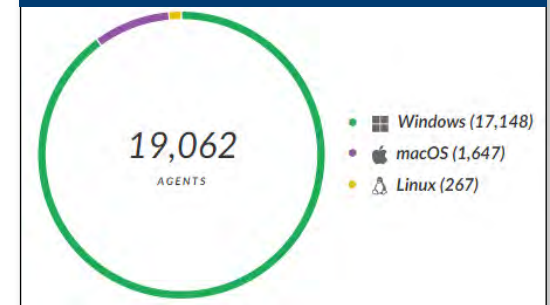 19,062
AGENTS
Windows (17,148)
macOS (1,647)
Linux (267)